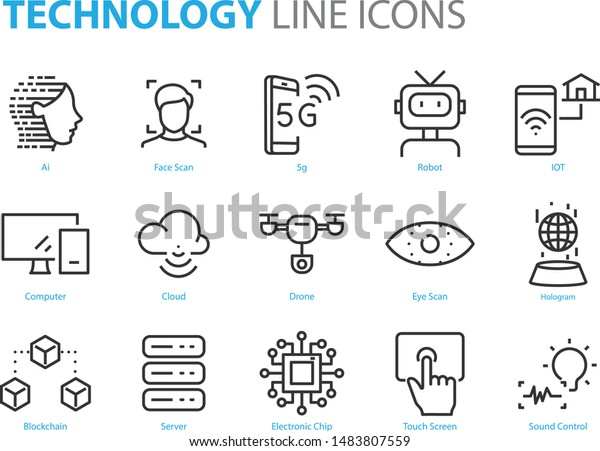 TECHNOLOGY LINE ICONS
5G
Ai Face Scan 5g Robot IOT
shutterstock
Computer Cloud Drone Eye Scan Hologram
Blockchain Server Electronic Chip Touch Screen Sound Control
shutterstock.com · 1483807559